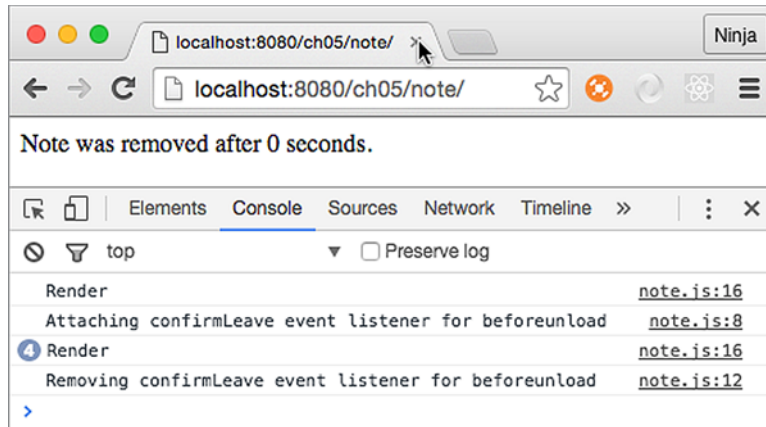 localhost:8080/ch05/note/
Ninja
localhost:8080/ch05/note/
Note was removed after 0 seconds.
Elements Console Sources Network Timeline »
top Preserve log
Render note.js:16
Attaching confirmLeave event listener for beforeunload note.js:8
4 Render note.js:16
Removing confirmLeave event listener for beforeunload note.js:12
>